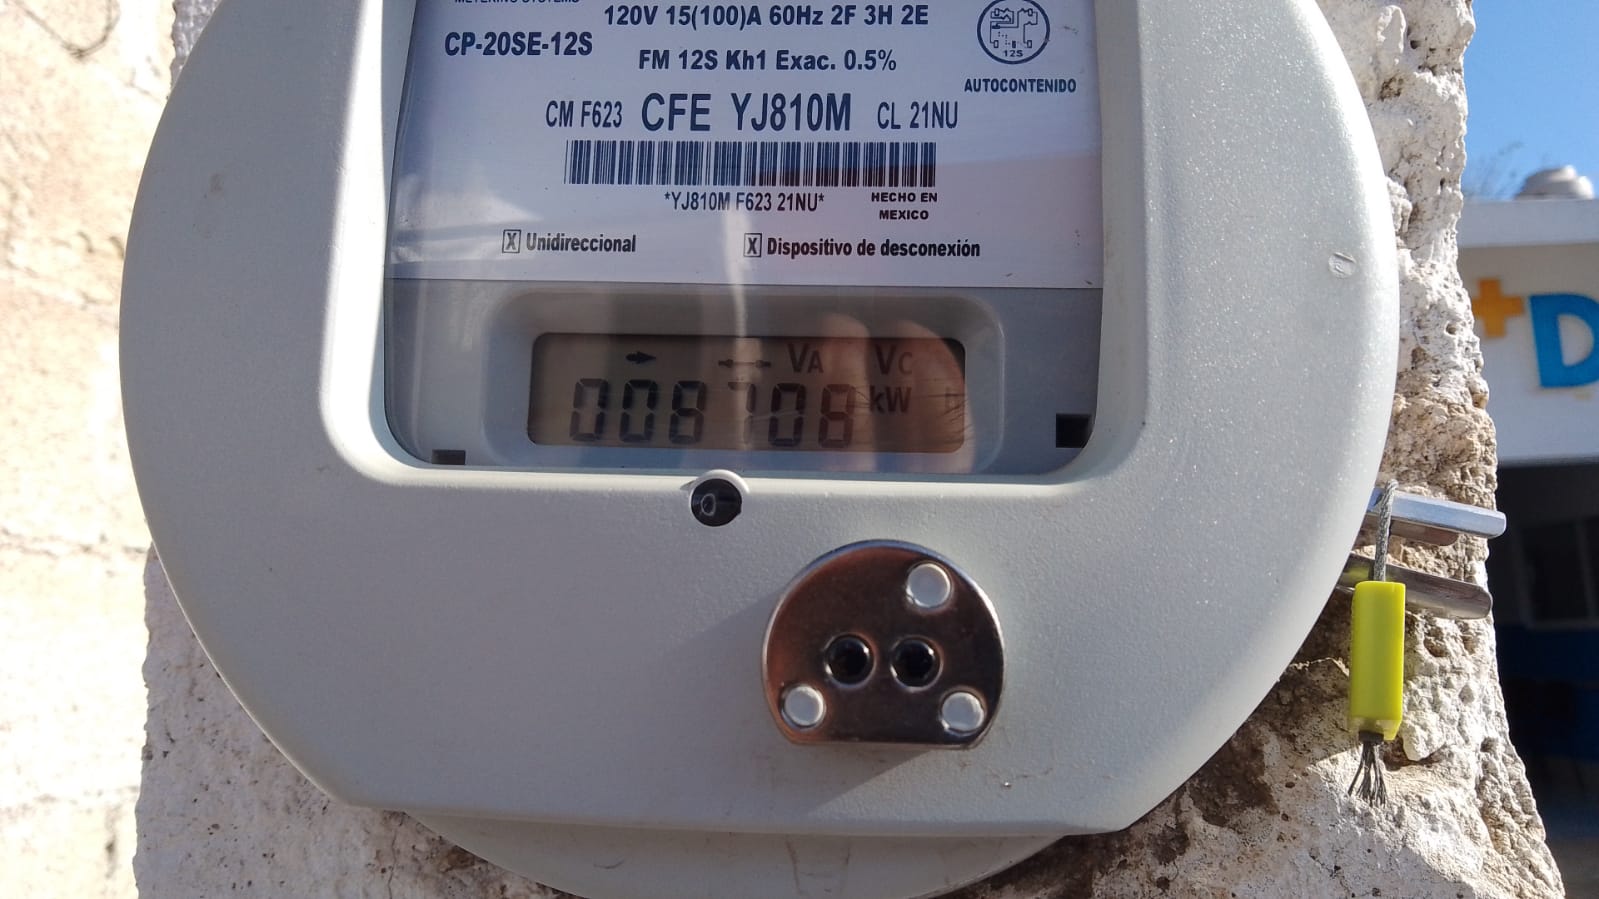 METERING SYSTEMS
120V 15(100)A 60Hz 2F 3H 2E
CP-20SE-12S
FM 12S Kh1 Exac. 0.5%
12S
AUTOCONTENIDO
CM F623 CFE YJ810M CL 21NU
*YJ810M F623 21NU*
HECHO EN
MEXICO
X Unidireccional
X Dispositivo de desconexión
VA VC
008708 kW h
D